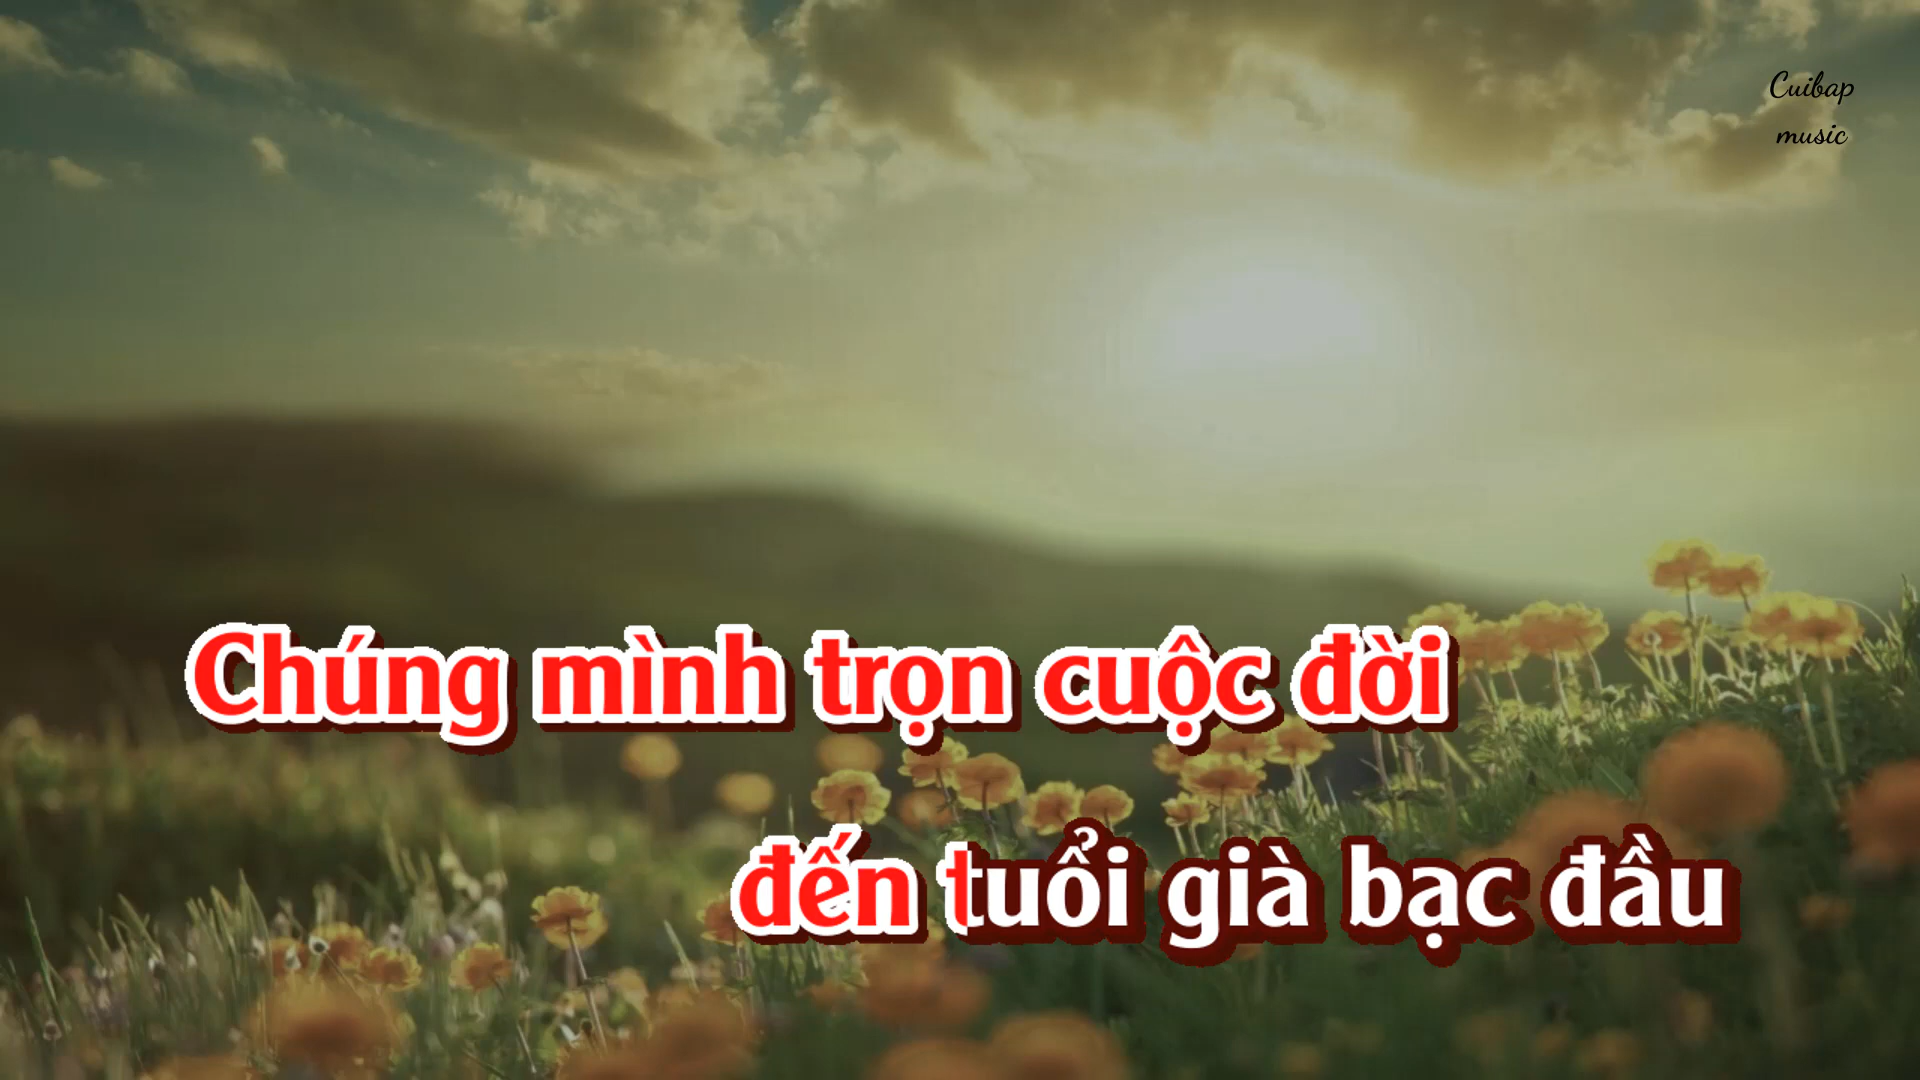 Cuibap
music
Chúng mình trọn cuộc đời
đến tuổi già bạc đầu